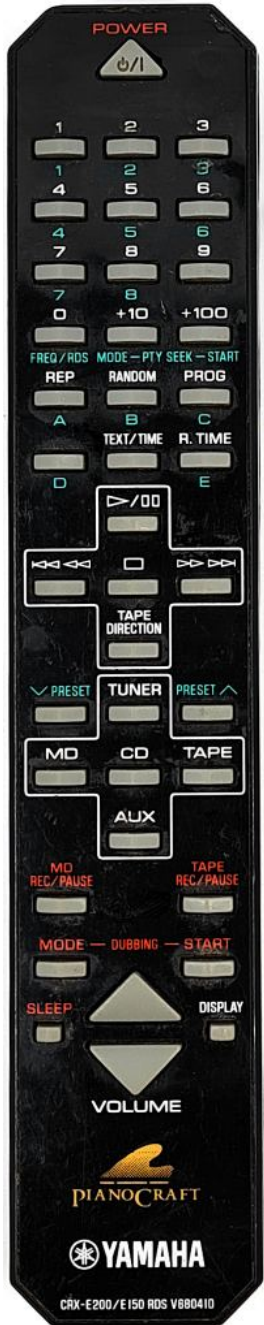 POWER
⏻/I
1 2 3
1 2 3
4 5 6
4 5 6
7 8 9
7 8
0 +10 +100
FREQ/RDS MODE — PTY SEEK — START
REP RANDOM PROG
A B C
TEXT/TIME R. TIME
D E
TAPE
DIRECTION
PRESET TUNER PRESET
MD CD TAPE
AUX
MD
REC/PAUSE
TAPE
REC/PAUSE
MODE — DUBBING — START
SLEEP DISPLAY
VOLUME
PIANOCRAFT
YAMAHA
CRX-E200/E150 RDS V680410